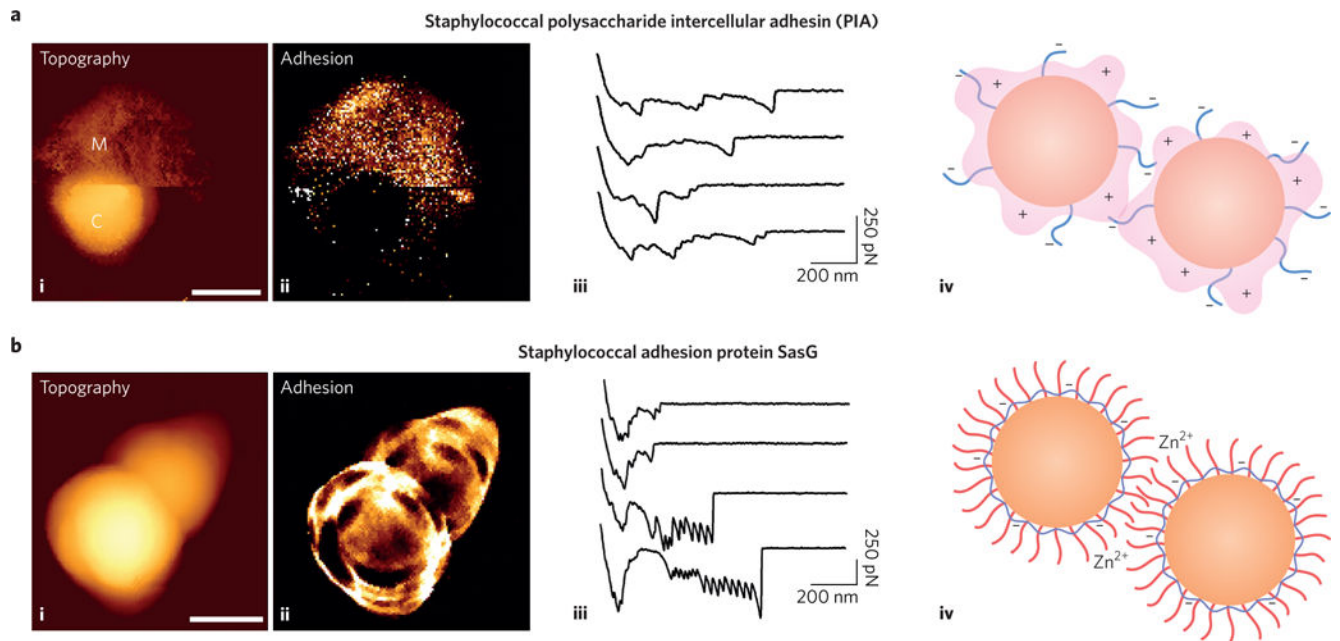 a
Staphylococcal polysaccharide intercellular adhesin (PIA)
Topography
M
C
i
Adhesion
ii
250 pN
200 nm
iii
− − + − + − − + − + − + − + − − + − + − + − −
iv
b
Staphylococcal adhesion protein SasG
Topography
i
Adhesion
ii
250 pN
200 nm
iii
Zn²⁺
Zn²⁺
iv